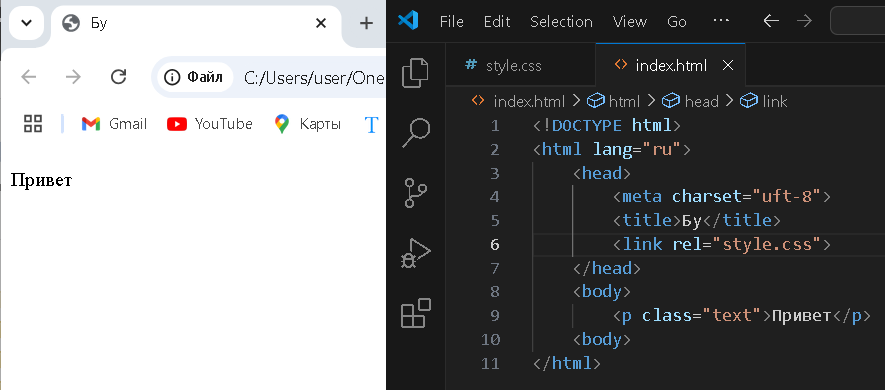 Бу
Файл C:/Users/user/One
Gmail YouTube Карты T
Привет
File Edit Selection View Go ...
# style.css <> index.html
<> index.html > html > head > link
1 <!DOCTYPE html>
2 <html lang="ru">
3 <head>
4 <meta charset="uft-8">
5 <title>Бу</title>
6 <link rel="style.css">
7 </head>
8 <body>
9 <p class="text">Привет</p>
10 <body>
11 </html>